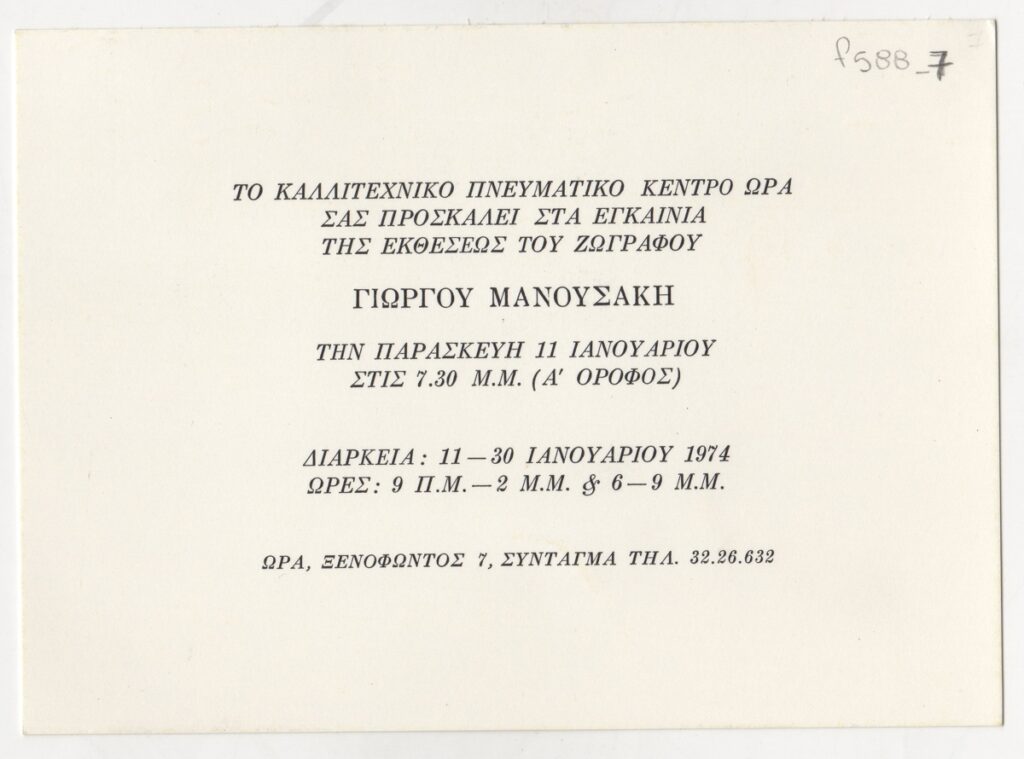 f588_7
ΤΟ ΚΑΛΛΙΤΕΧΝΙΚΟ ΠΝΕΥΜΑΤΙΚΟ ΚΕΝΤΡΟ ΩΡΑ
ΣΑΣ ΠΡΟΣΚΑΛΕΙ ΣΤΑ ΕΓΚΑΙΝΙΑ
ΤΗΣ ΕΚΘΕΣΕΩΣ ΤΟΥ ΖΩΓΡΑΦΟΥ
ΓΙΩΡΓΟΥ ΜΑΝΟΥΣΑΚΗ
ΤΗΝ ΠΑΡΑΣΚΕΥΗ 11 ΙΑΝΟΥΑΡΙΟΥ
ΣΤΙΣ 7.30 Μ.Μ. (Α' ΟΡΟΦΟΣ)
ΔΙΑΡΚΕΙΑ: 11—30 ΙΑΝΟΥΑΡΙΟΥ 1974
ΩΡΕΣ: 9 Π.Μ.—2 Μ.Μ. & 6—9 Μ.Μ.
ΩΡΑ, ΞΕΝΟΦΩΝΤΟΣ 7, ΣΥΝΤΑΓΜΑ ΤΗΛ. 32.26.632